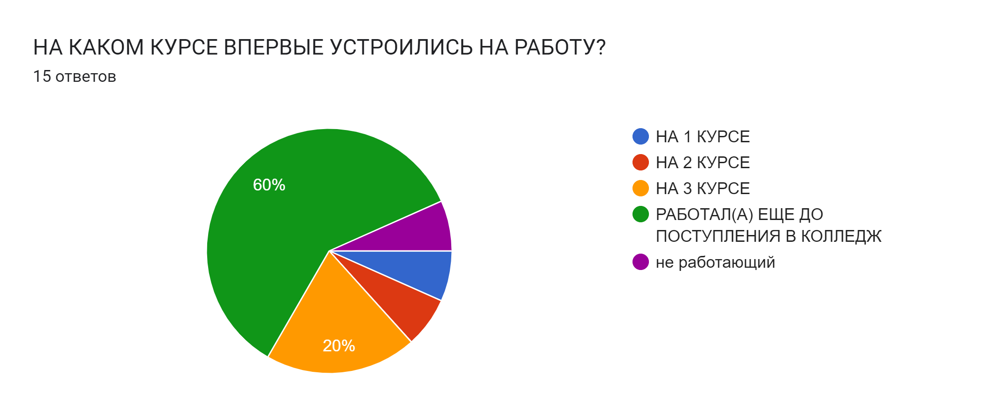 НА КАКОМ КУРСЕ ВПЕРВЫЕ УСТРОИЛИСЬ НА РАБОТУ?
15 ответов
60%
20%
НА 1 КУРСЕ
НА 2 КУРСЕ
НА 3 КУРСЕ
РАБОТАЛ(А) ЕЩЕ ДО
ПОСТУПЛЕНИЯ В КОЛЛЕДЖ
не работающий